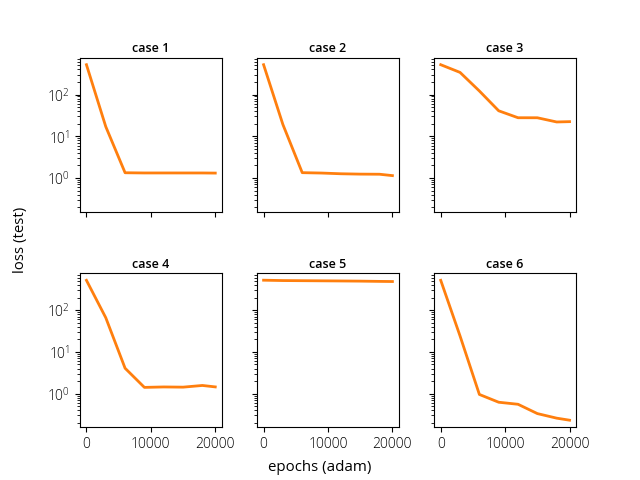 case 1 case 2 case 3
10² 10¹ 10⁰
loss (test)
case 4 case 5 case 6
10² 10¹ 10⁰
0 10000 20000 0 10000 20000 0 10000 20000
epochs (adam)